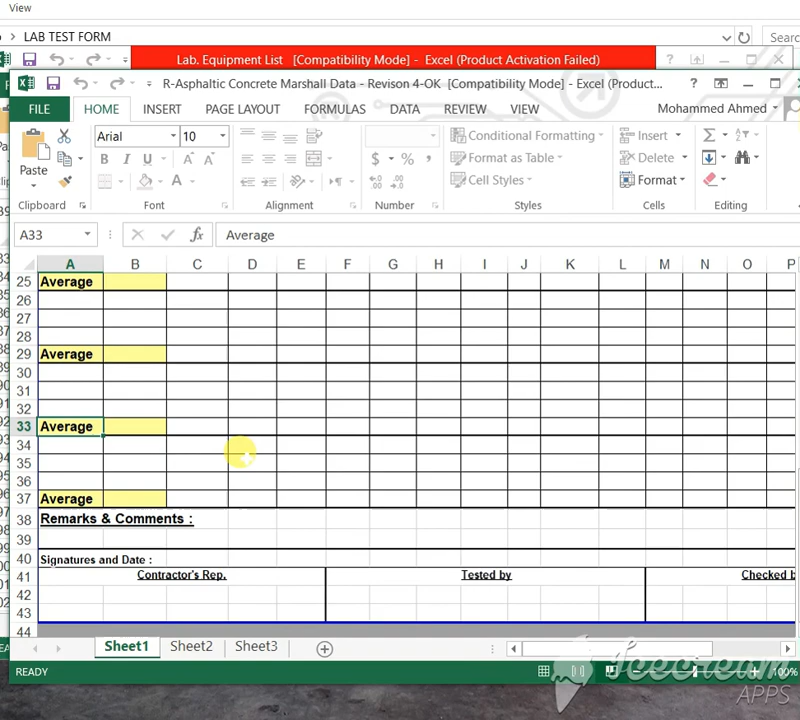 View
LAB TEST FORM
Lab. Equipment List [Compatibility Mode] - Excel (Product Activation Failed)
R-Asphaltic Concrete Marshall Data - Revison 4-OK [Compatibility Mode] - Excel (Produc...
FILE HOME INSERT PAGE LAYOUT FORMULAS DATA REVIEW VIEW Mohammed Ahmed
Paste
Arial 10
B I U A A
A
$ %
Conditional Formatting
Format as Table
Cell Styles
Insert
Delete
Format
Clipboard Font Alignment Number Styles Cells Editing
A33 fx Average
A B C D E F G H I J K L M N O P
25 Average
26
27
28
29 Average
30
31
32
33 Average
34
35
36
37 Average
38 Remarks & Comments :
39
40 Signatures and Date :
41 Contractor's Rep. Tested by Checked b
42
43
44
Sheet1 Sheet2 Sheet3
READY 100%
Icecream
APPS